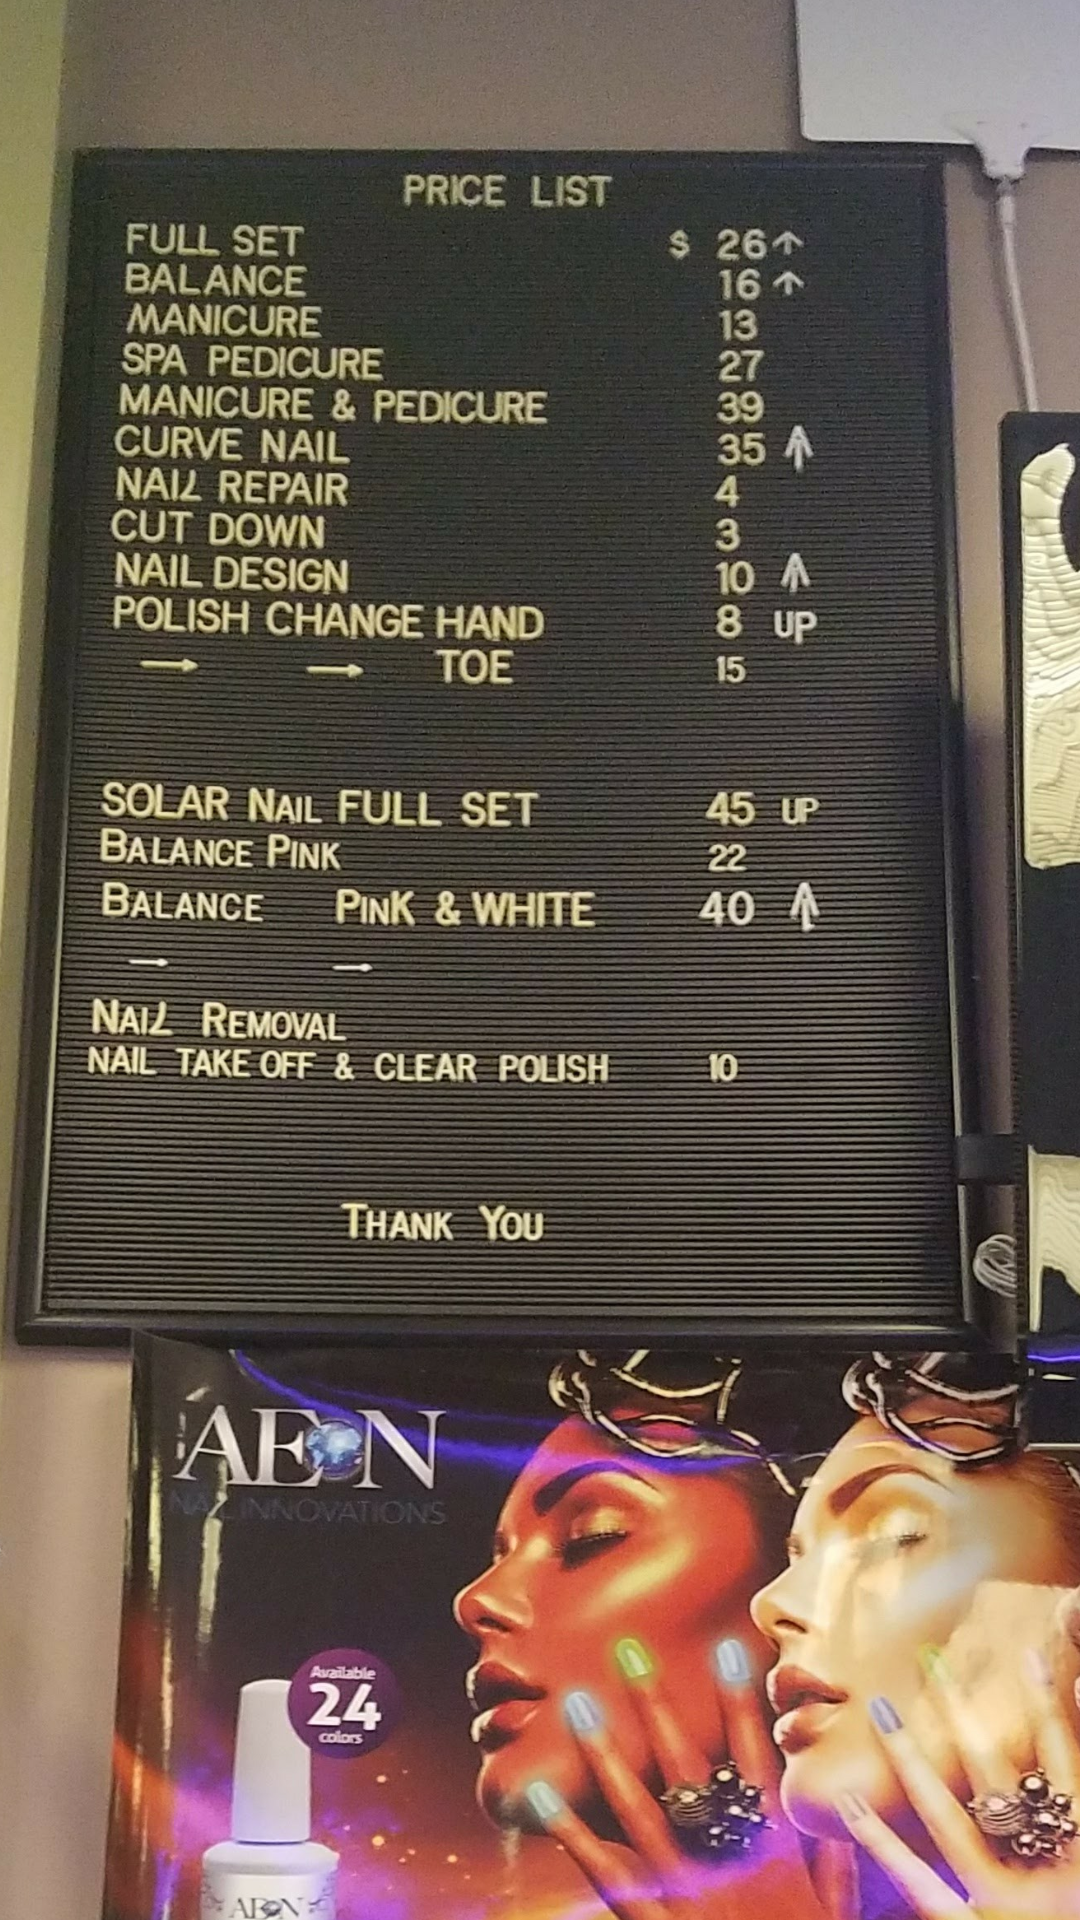 PRICE LIST
FULL SET $ 26 ↑
BALANCE 16 ↑
MANICURE 13
SPA PEDICURE 27
MANICURE & PEDICURE 39
CURVE NAIL 35 ↑
NAIL REPAIR 4
CUT DOWN 3
NAIL DESIGN 10 ↑
POLISH CHANGE HAND 8 UP
→ → TOE 15
SOLAR NAIL FULL SET 45 UP
BALANCE PINK 22
BALANCE PINK & WHITE 40 ↑
→ →
NAIL REMOVAL
NAIL TAKE OFF & CLEAR POLISH 10
THANK YOU
AEON
NAIL INNOVATIONS
Available
24
colors
AEON